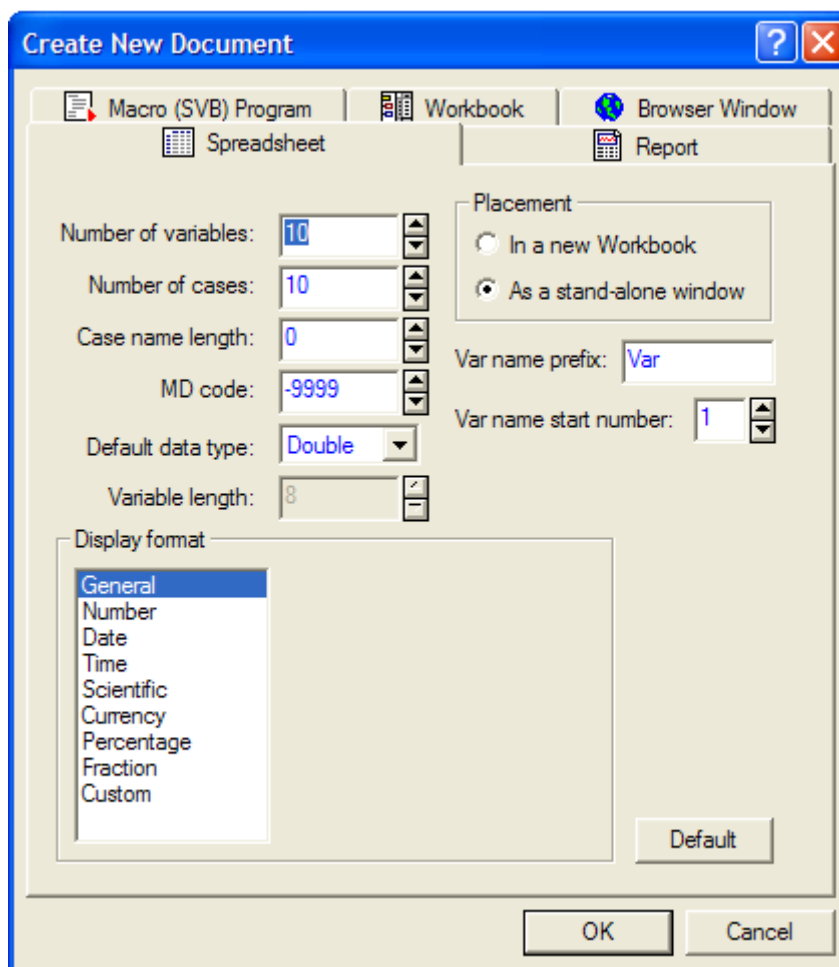 Create New Document
Macro (SVB) Program
Workbook
Browser Window
Spreadsheet
Report
Number of variables: 10
Number of cases: 10
Case name length: 0
MD code: -9999
Default data type: Double
Variable length: 8
Placement
In a new Workbook
As a stand-alone window
Var name prefix: Var
Var name start number: 1
Display format
General
Number
Date
Time
Scientific
Currency
Percentage
Fraction
Custom
Default
OK
Cancel